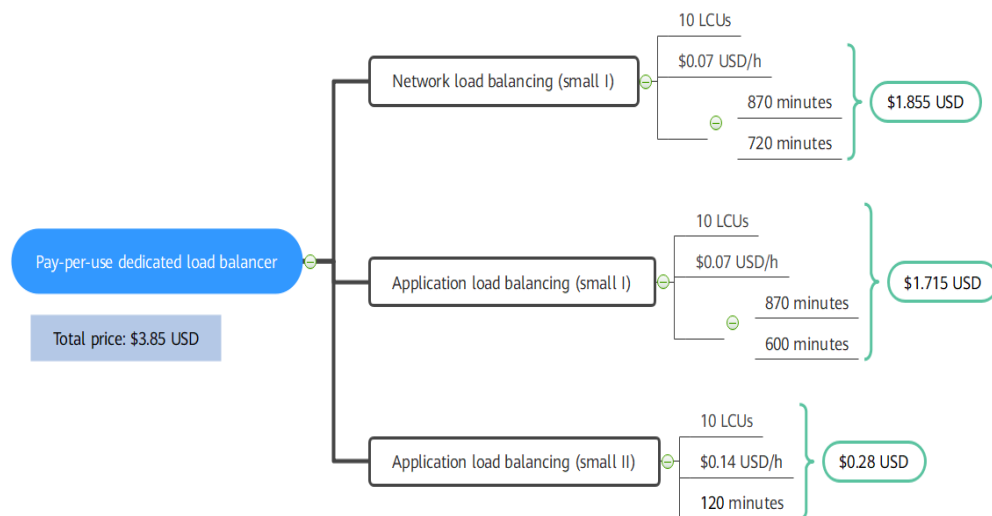 Pay-per-use dedicated load balancer
Total price: $3.85 USD
Network load balancing (small I)
10 LCUs
$0.07 USD/h
870 minutes
720 minutes
$1.855 USD
Application load balancing (small I)
10 LCUs
$0.07 USD/h
870 minutes
600 minutes
$1.715 USD
Application load balancing (small II)
10 LCUs
$0.14 USD/h
120 minutes
$0.28 USD